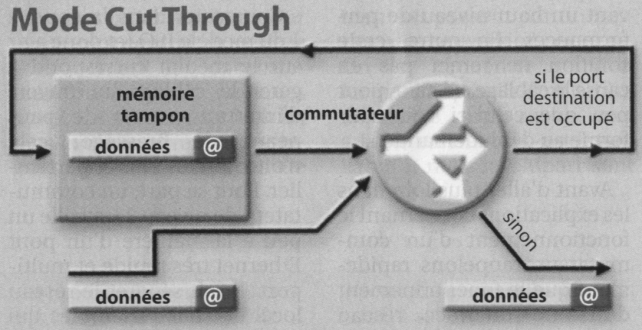 Mode Cut Through
mémoire
tampon
données @
commutateur
si le port
destination
est occupé
sinon
données @
données @